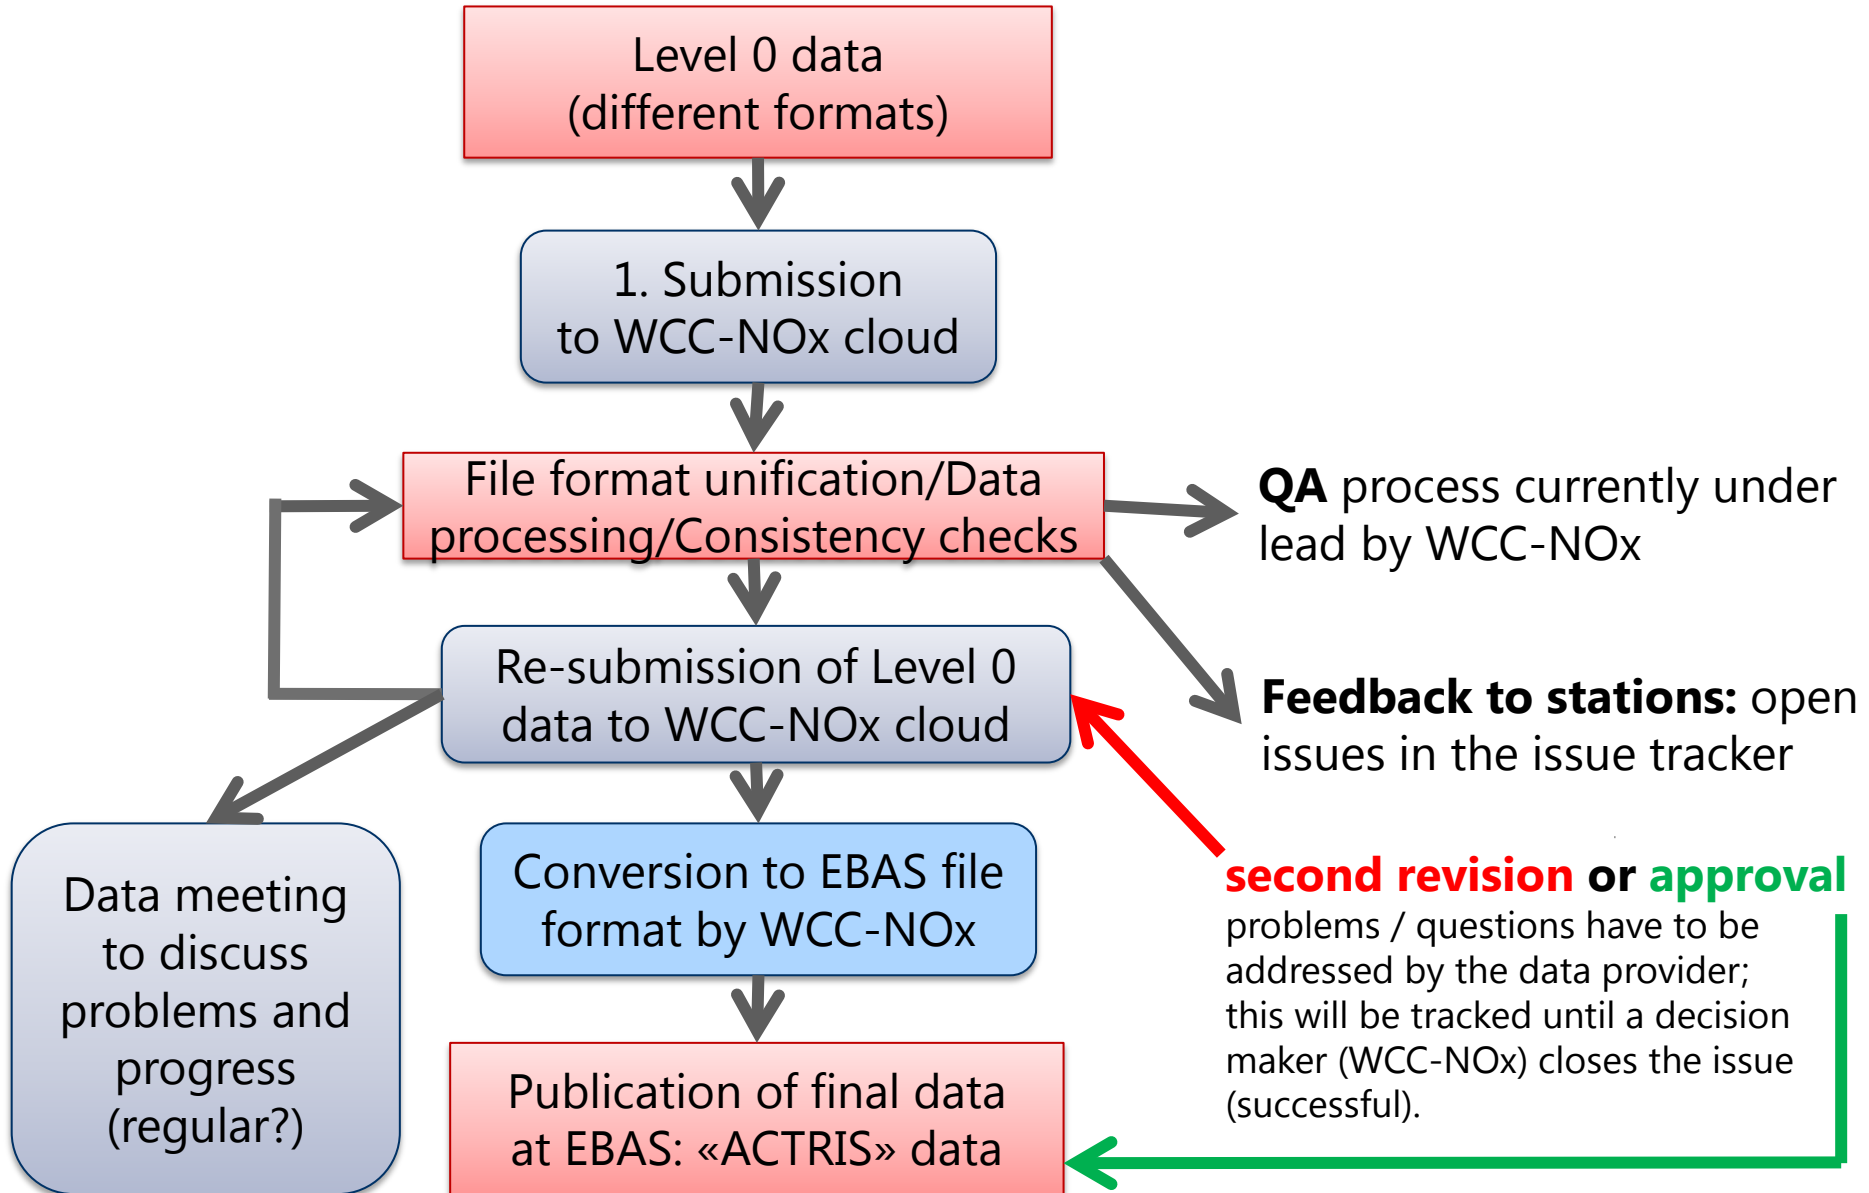 Level 0 data
(different formats)
1. Submission
to WCC-NOx cloud
File format unification/Data
processing/Consistency checks
QA process currently under
lead by WCC-NOx
Re-submission of Level 0
data to WCC-NOx cloud
Feedback to stations: open
issues in the issue tracker
Data meeting
to discuss
problems and
progress
(regular?)
Conversion to EBAS file
format by WCC-NOx
second revision or approval
problems / questions have to be
addressed by the data provider;
this will be tracked until a decision
maker (WCC-NOx) closes the issue
(successful).
Publication of final data
at EBAS: «ACTRIS» data